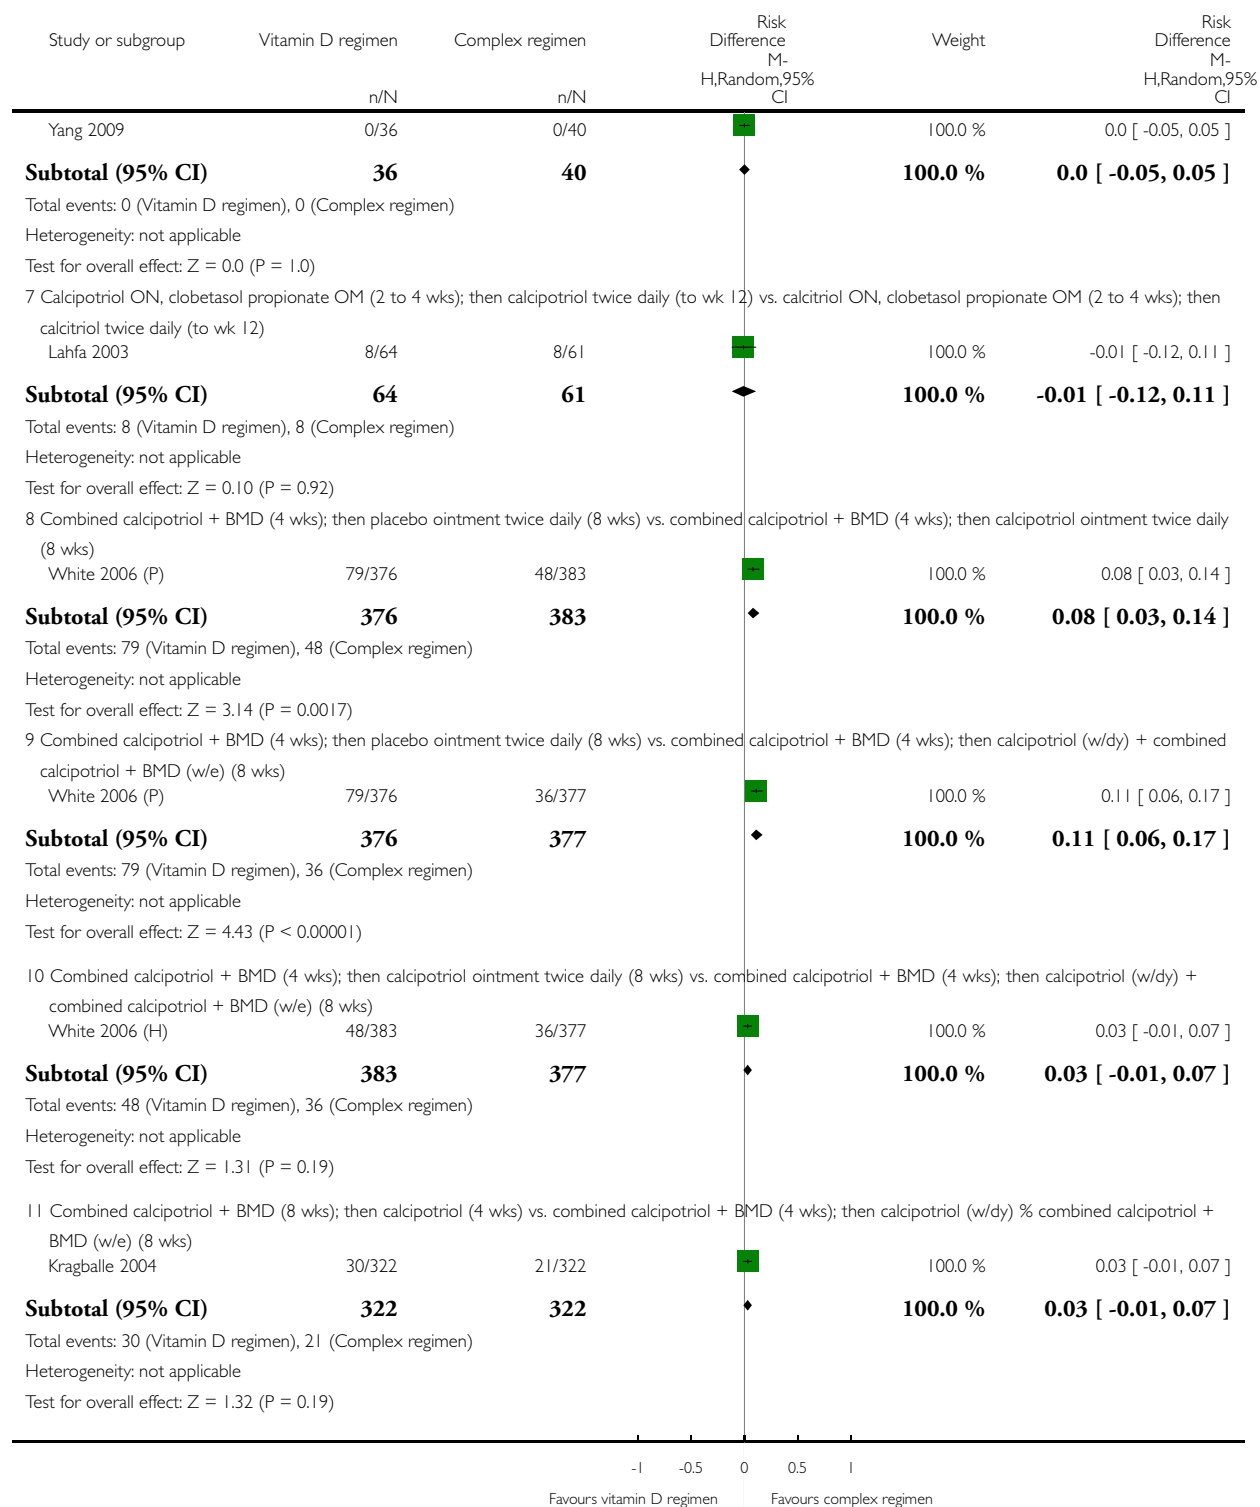 Study or subgroup Vitamin D regimen Complex regimen Risk Difference Weight Risk Difference
M-H,Random,95% CI M-H,Random,95% CI
n/N n/N
Yang 2009 0/36 0/40 100.0 % 0.0 [ -0.05, 0.05 ]
Subtotal (95% CI) 36 40 100.0 % 0.0 [ -0.05, 0.05 ]
Total events: 0 (Vitamin D regimen), 0 (Complex regimen)
Heterogeneity: not applicable
Test for overall effect: Z = 0.0 (P = 1.0)
7 Calcipotriol ON, clobetasol propionate OM (2 to 4 wks); then calcipotriol twice daily (to wk 12) vs. calcitriol ON, clobetasol propionate OM (2 to 4 wks); then
calcitriol twice daily (to wk 12)
Lahfa 2003 8/64 8/61 100.0 % -0.01 [ -0.12, 0.11 ]
Subtotal (95% CI) 64 61 100.0 % -0.01 [ -0.12, 0.11 ]
Total events: 8 (Vitamin D regimen), 8 (Complex regimen)
Heterogeneity: not applicable
Test for overall effect: Z = 0.10 (P = 0.92)
8 Combined calcipotriol + BMD (4 wks); then placebo ointment twice daily (8 wks) vs. combined calcipotriol + BMD (4 wks); then calcipotriol ointment twice daily
(8 wks)
White 2006 (P) 79/376 48/383 100.0 % 0.08 [ 0.03, 0.14 ]
Subtotal (95% CI) 376 383 100.0 % 0.08 [ 0.03, 0.14 ]
Total events: 79 (Vitamin D regimen), 48 (Complex regimen)
Heterogeneity: not applicable
Test for overall effect: Z = 3.14 (P = 0.0017)
9 Combined calcipotriol + BMD (4 wks); then placebo ointment twice daily (8 wks) vs. combined calcipotriol + BMD (4 wks); then calcipotriol (w/dy) + combined
calcipotriol + BMD (w/e) (8 wks)
White 2006 (P) 79/376 36/377 100.0 % 0.11 [ 0.06, 0.17 ]
Subtotal (95% CI) 376 377 100.0 % 0.11 [ 0.06, 0.17 ]
Total events: 79 (Vitamin D regimen), 36 (Complex regimen)
Heterogeneity: not applicable
Test for overall effect: Z = 4.43 (P < 0.00001)
10 Combined calcipotriol + BMD (4 wks); then calcipotriol ointment twice daily (8 wks) vs. combined calcipotriol + BMD (4 wks); then calcipotriol (w/dy) +
combined calcipotriol + BMD (w/e) (8 wks)
White 2006 (H) 48/383 36/377 100.0 % 0.03 [ -0.01, 0.07 ]
Subtotal (95% CI) 383 377 100.0 % 0.03 [ -0.01, 0.07 ]
Total events: 48 (Vitamin D regimen), 36 (Complex regimen)
Heterogeneity: not applicable
Test for overall effect: Z = 1.31 (P = 0.19)
11 Combined calcipotriol + BMD (8 wks); then calcipotriol (4 wks) vs. combined calcipotriol + BMD (4 wks); then calcipotriol (w/dy) % combined calcipotriol +
BMD (w/e) (8 wks)
Kragballe 2004 30/322 21/322 100.0 % 0.03 [ -0.01, 0.07 ]
Subtotal (95% CI) 322 322 100.0 % 0.03 [ -0.01, 0.07 ]
Total events: 30 (Vitamin D regimen), 21 (Complex regimen)
Heterogeneity: not applicable
Test for overall effect: Z = 1.32 (P = 0.19)
-1 -0.5 0 0.5 1
Favours vitamin D regimen Favours complex regimen